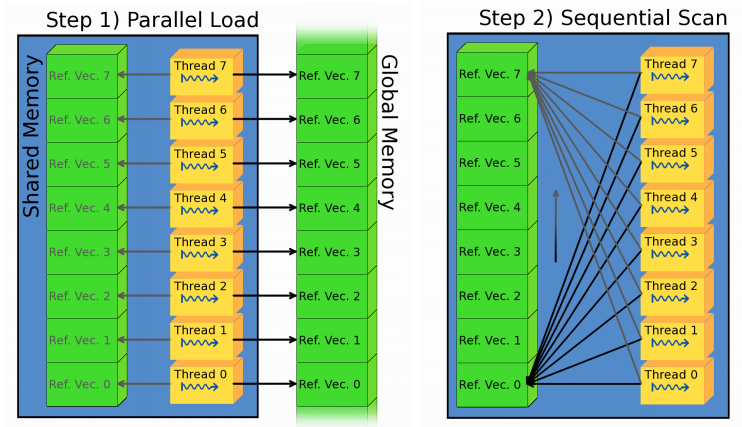 Step 1) Parallel Load
Shared Memory
Ref. Vec. 7
Thread 7
Ref. Vec. 7
Ref. Vec. 6
Thread 6
Ref. Vec. 6
Ref. Vec. 5
Thread 5
Ref. Vec. 5
Ref. Vec. 4
Thread 4
Ref. Vec. 4
Ref. Vec. 3
Thread 3
Ref. Vec. 3
Ref. Vec. 2
Thread 2
Ref. Vec. 2
Ref. Vec. 1
Thread 1
Ref. Vec. 1
Ref. Vec. 0
Thread 0
Ref. Vec. 0
Global Memory
Step 2) Sequential Scan
Ref. Vec. 7
Thread 7
Ref. Vec. 6
Thread 6
Ref. Vec. 5
Thread 5
Ref. Vec. 4
Thread 4
Ref. Vec. 3
Thread 3
Ref. Vec. 2
Thread 2
Ref. Vec. 1
Thread 1
Ref. Vec. 0
Thread 0